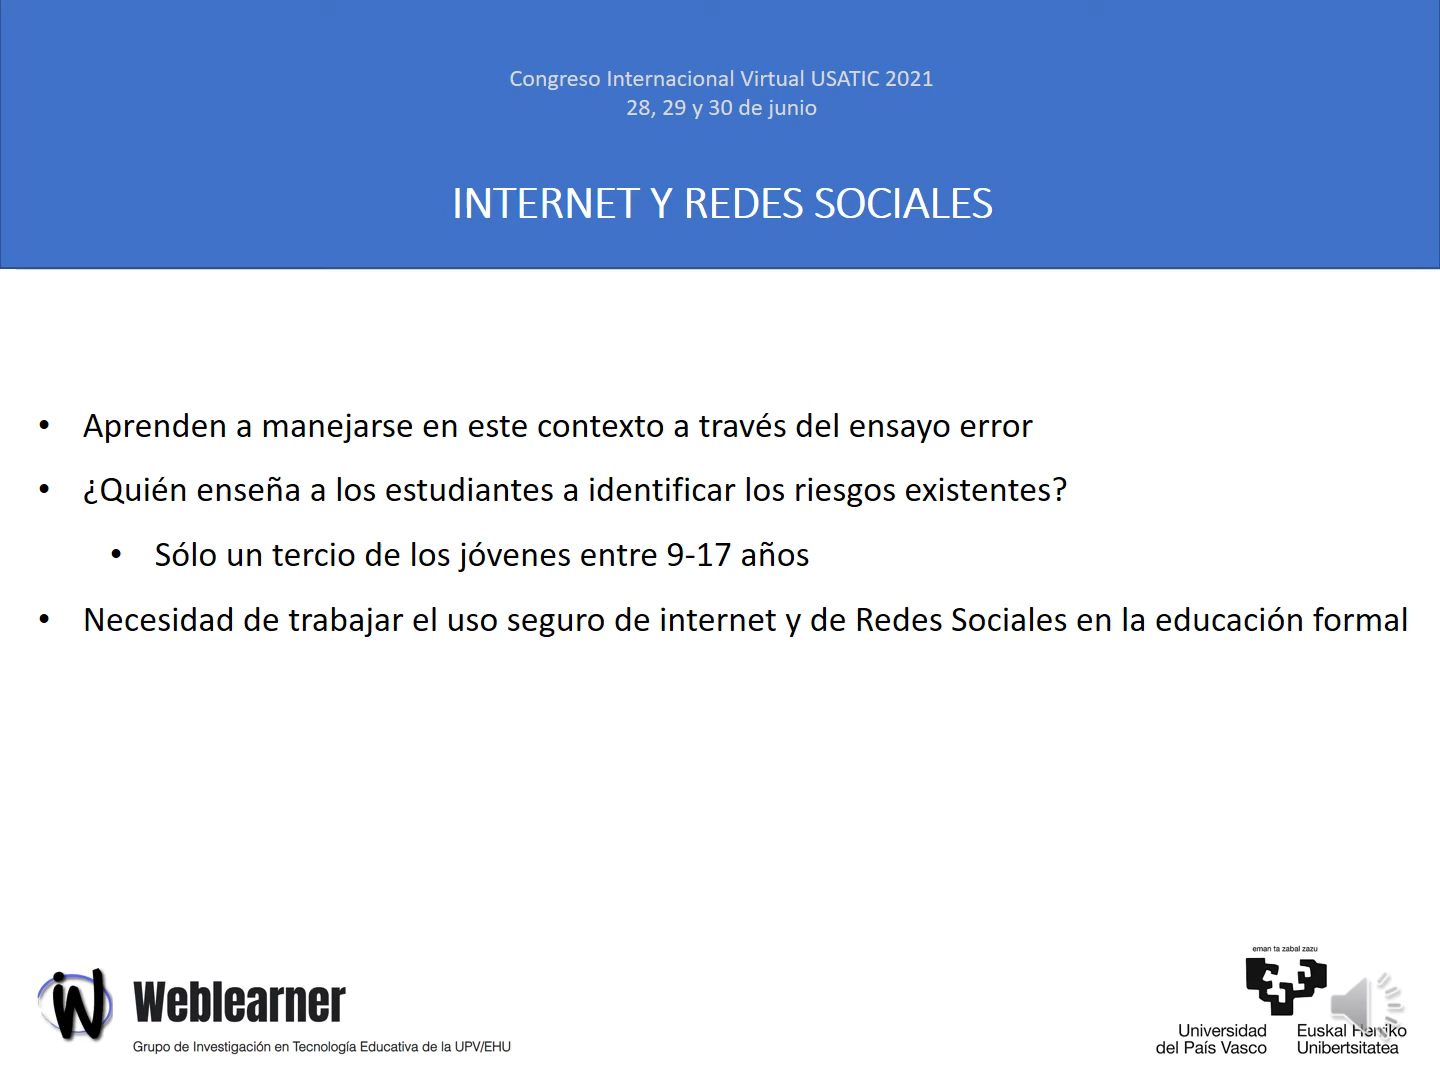 Congreso Internacional Virtual USATIC 2021
28, 29 y 30 de junio
INTERNET Y REDES SOCIALES
• Aprenden a manejarse en este contexto a través del ensayo error
• ¿Quién enseña a los estudiantes a identificar los riesgos existentes?
• Sólo un tercio de los jóvenes entre 9-17 años
• Necesidad de trabajar el uso seguro de internet y de Redes Sociales en la educación formal
Weblearner
Grupo de Investigación en Tecnología Educativa de la UPV/EHU
eman ta zabal zazu
Universidad
del País Vasco
Euskal Herriko
Unibertsitatea